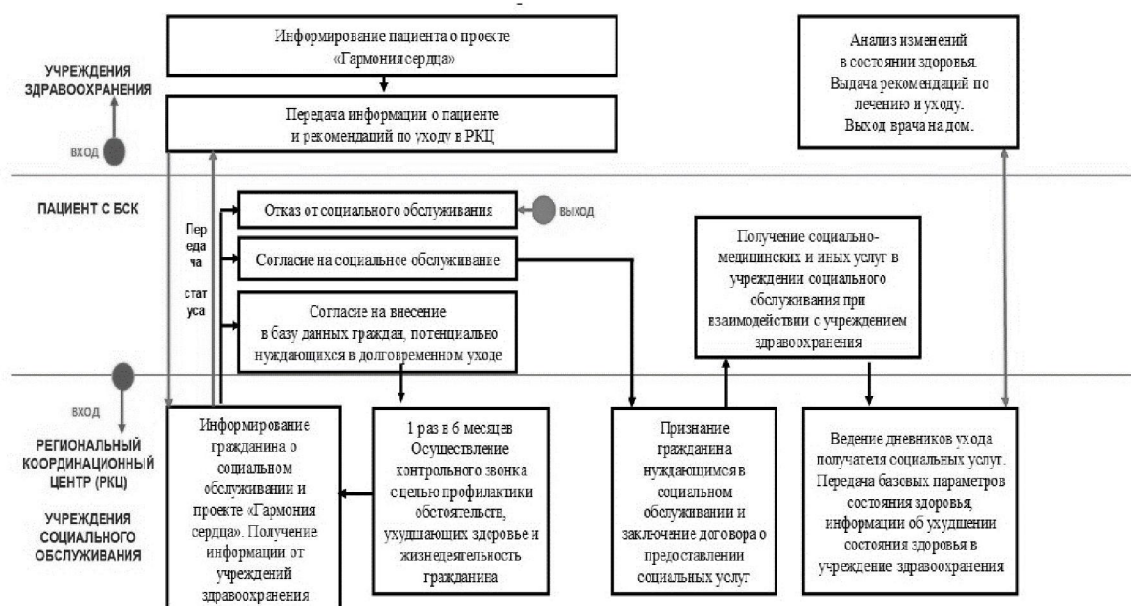 Информирование пациента о проекте
«Гармония сердца»
Анализ изменений
в состоянии здоровья.
Выдача рекомендаций по
лечению и уходу.
Выход врача на дом.
УЧРЕЖДЕНИЯ
ЗДРАВООХРАНЕНИЯ
Передача информации о пациенте
и рекомендаций по уходу в РКЦ
ВХОД
ПАЦИЕНТ С БСК
Пер
еда
ча
стат
уса
Отказ от социального обслуживания
ВЫХОД
Согласие на социальное обслуживание
Согласие на внесение
в базу данных граждан, потенциально
нуждающихся в долговременном уходе
Получение социально-
медицинских и иных услуг в
учреждении социального
обслуживания при
взаимодействии с учреждением
здравоохранения
ВХОД
РЕГИОНАЛЬНЫЙ
КООРДИНАЦИОННЫЙ
ЦЕНТР (РКЦ)
УЧРЕЖДЕНИЯ
СОЦИАЛЬНОГО
ОБСЛУЖИВАНИЯ
Информирование
гражданина о
социальном
обслуживании и
проекте «Гармония
сердца». Получение
информации от
учреждений
здравоохранения
1 раз в 6 месяцев
Осуществление
контрольного звонка
с целью профилактики
обстоятельств,
ухудшающих здоровье и
жизнедеятельность
гражданина
Признание
гражданина
нуждающимся в
социальном
обслуживании и
заключение договора о
предоставлении
социальных услуг
Ведение дневников ухода
получателя социальных услуг.
Передача базовых параметров
состояния здоровья,
информации об ухудшении
состояния здоровья в
учреждение здравоохранения